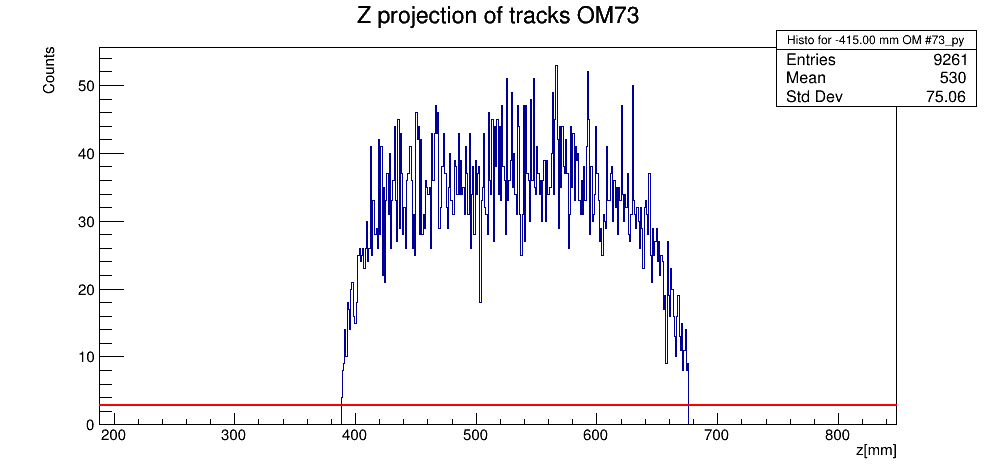 Z projection of tracks OM73
Histo for -415.00 mm OM #73_py
Entries 9261
Mean 530
Std Dev 75.06
Counts
50
40
30
20
10
0
200 300 400 500 600 700 800
z[mm]